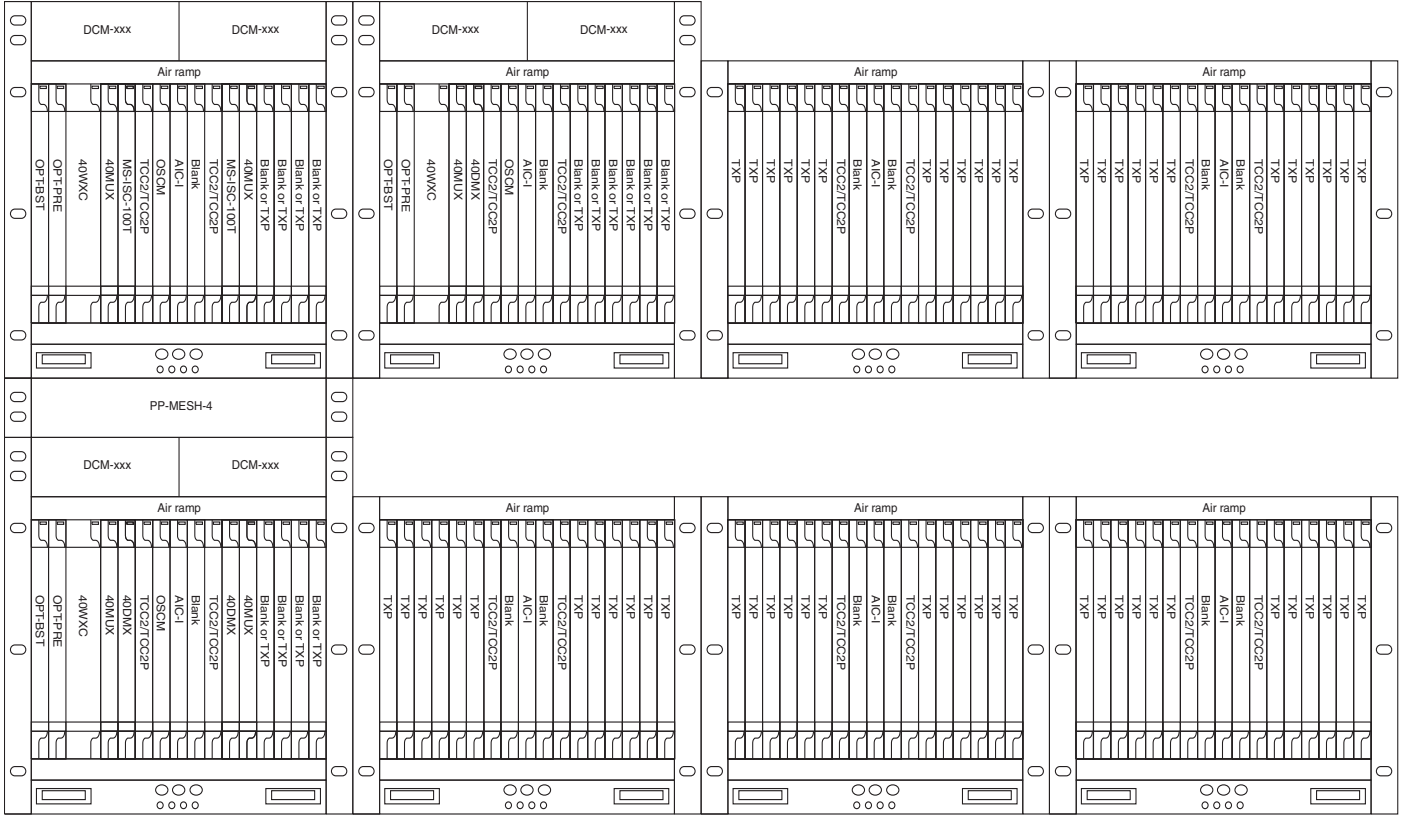 DCM-xxx
DCM-xxx
Air ramp
OPT-BST
OPT-PRE
40WXC
40MUX
MS-ISC-100T
TCC2/TCC2P
OSCM
AIC-I
Blank
TCC2/TCC2P
MS-ISC-100T
40MUX
Blank or TXP
Blank or TXP
Blank or TXP
Blank or TXP
DCM-xxx
DCM-xxx
Air ramp
OPT-BST
OPT-PRE
40WXC
40MUX
40DMX
TCC2/TCC2P
OSCM
AIC-I
Blank
TCC2/TCC2P
Blank or TXP
Blank or TXP
Blank or TXP
Blank or TXP
Blank or TXP
Blank or TXP
Air ramp
TXP
TXP
TXP
TXP
TXP
TXP
TCC2/TCC2P
Blank
AIC-I
Blank
TCC2/TCC2P
TXP
TXP
TXP
TXP
TXP
TXP
Air ramp
TXP
TXP
TXP
TXP
TXP
TXP
TCC2/TCC2P
Blank
AIC-I
Blank
TCC2/TCC2P
TXP
TXP
TXP
TXP
TXP
TXP
PP-MESH-4
DCM-xxx
DCM-xxx
Air ramp
OPT-BST
OPT-PRE
40WXC
40MUX
40DMX
TCC2/TCC2P
OSCM
AIC-I
Blank
TCC2/TCC2P
40DMX
40MUX
Blank or TXP
Blank or TXP
Blank or TXP
Blank or TXP
Air ramp
TXP
TXP
TXP
TXP
TXP
TXP
TCC2/TCC2P
Blank
AIC-I
Blank
TCC2/TCC2P
TXP
TXP
TXP
TXP
TXP
TXP
Air ramp
TXP
TXP
TXP
TXP
TXP
TXP
TCC2/TCC2P
Blank
AIC-I
Blank
TCC2/TCC2P
TXP
TXP
TXP
TXP
TXP
TXP
Air ramp
TXP
TXP
TXP
TXP
TXP
TXP
TCC2/TCC2P
Blank
AIC-I
Blank
TCC2/TCC2P
TXP
TXP
TXP
TXP
TXP
TXP